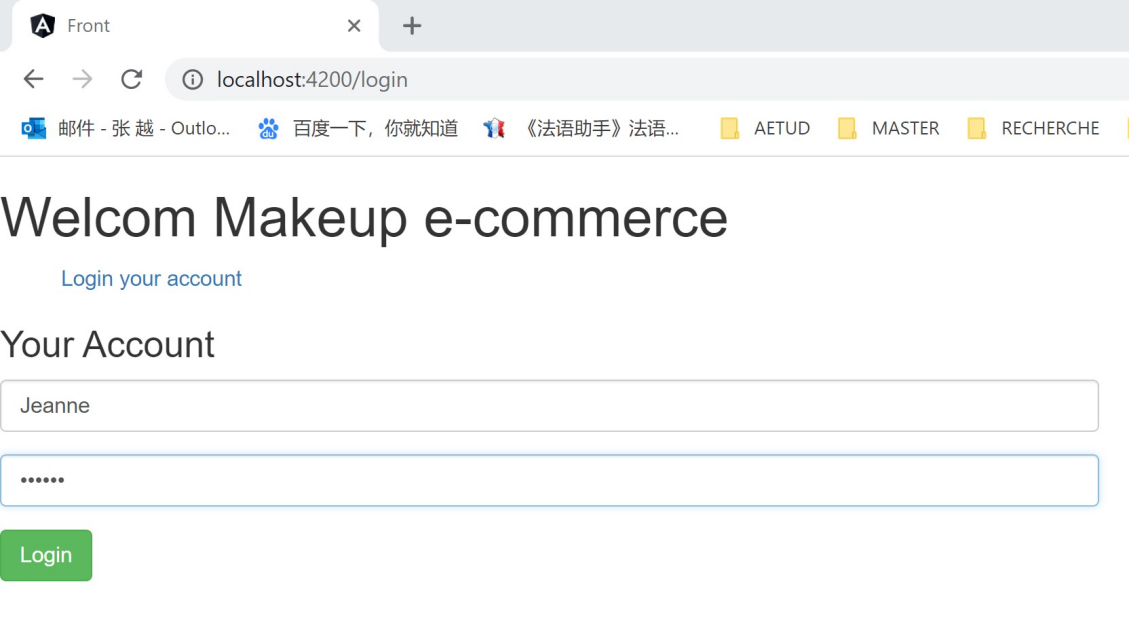 Front
localhost:4200/login
邮件 - 张 越 - Outlo... 百度一下，你就知道 《法语助手》法语... AETUD MASTER RECHERCHE
Welcom Makeup e-commerce
Login your account
Your Account
Jeanne
••••••
Login